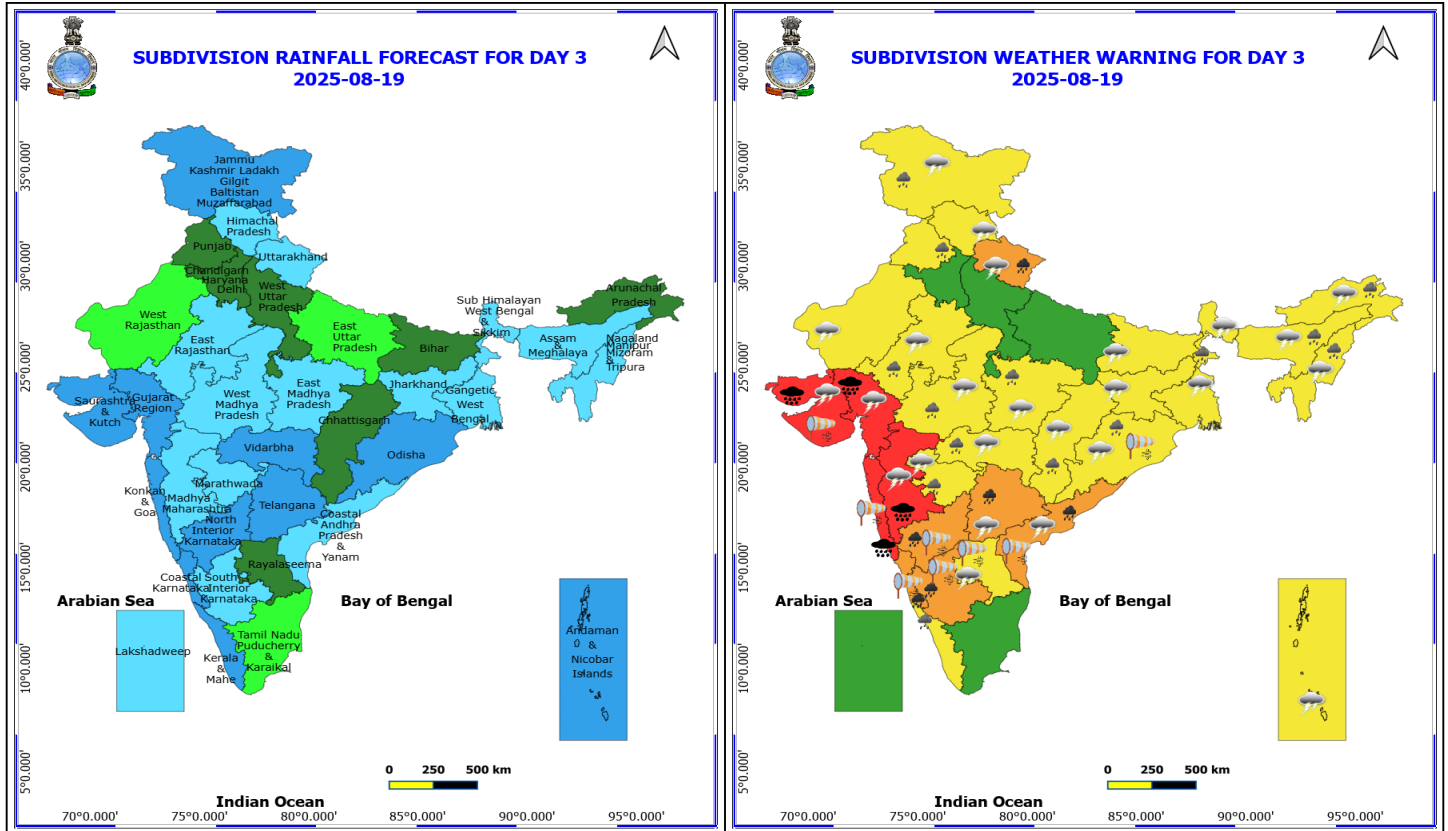 SUBDIVISION RAINFALL FORECAST FOR DAY 3
2025-08-19
40°0.000'
35°0.000'
30°0.000'
25°0.000'
20°0.000'
15°0.000'
10°0.000'
5°0.000'
Jammu
Kashmir Ladakh
Gilgit
Baltistan
Muzaffarabad
Himachal
Pradesh
Punjab
Uttarakhand
Chandigarh
Haryana
Delhi
West
Uttar
Pradesh
Arunachal
Pradesh
Sub Himalayan
West Bengal
&
Sikkim
West
Rajasthan
East
Uttar
Pradesh
East
Rajasthan
Bihar
Assam
&
Meghalaya
Nagaland
Manipur
Mizoram
&
Tripura
Jharkhand
Gangetic
West
Bengal
East
Madhya
Pradesh
West
Madhya
Pradesh
Saurashtra
&
Kutch
Gujarat
Region
Chhattisgarh
Vidarbha
Odisha
Marathwada
Konkan
&
Goa
Madhya
Maharashtra
Telangana
North
Interior
Karnataka
Coastal
Andhra
Pradesh
&
Yanam
Rayalaseema
Coastal
Karnataka
South
Interior
Karnataka
Arabian Sea
Bay of Bengal
Lakshadweep
Tamil Nadu
Puducherry
&
Karaikal
Kerala
&
Mahe
Andaman
&
Nicobar
Islands
0 250 500 km
Indian Ocean
70°0.000' 75°0.000' 80°0.000' 85°0.000' 90°0.000' 95°0.000'
SUBDIVISION WEATHER WARNING FOR DAY 3
2025-08-19
40°0.000'
35°0.000'
30°0.000'
25°0.000'
20°0.000'
15°0.000'
10°0.000'
5°0.000'
Arabian Sea
Bay of Bengal
0 250 500 km
Indian Ocean
70°0.000' 75°0.000' 80°0.000' 85°0.000' 90°0.000' 95°0.000'